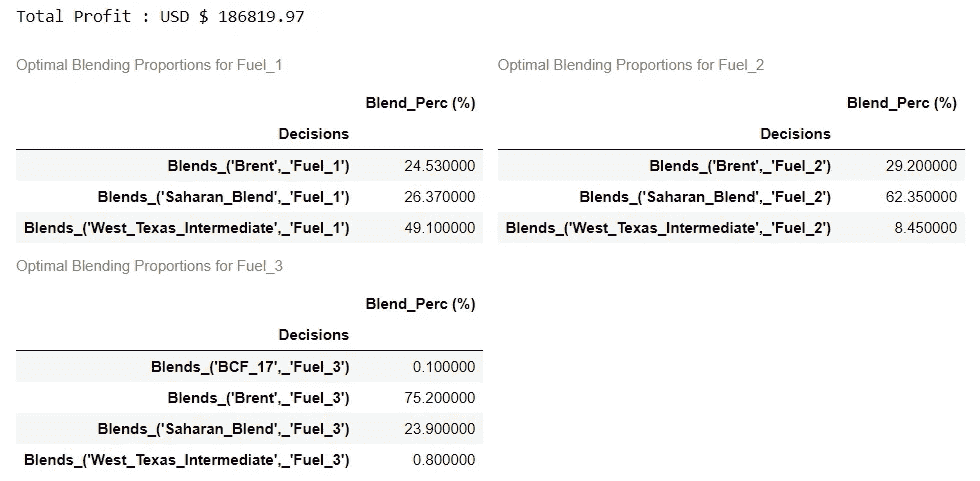 Total Profit : USD $ 186819.97
Optimal Blending Proportions for Fuel_1
Blend_Perc (%)
Decisions
Blends_('Brent',_'Fuel_1') 24.530000
Blends_('Saharan_Blend',_'Fuel_1') 26.370000
Blends_('West_Texas_Intermediate',_'Fuel_1') 49.100000
Optimal Blending Proportions for Fuel_2
Blend_Perc (%)
Decisions
Blends_('Brent',_'Fuel_2') 29.200000
Blends_('Saharan_Blend',_'Fuel_2') 62.350000
Blends_('West_Texas_Intermediate',_'Fuel_2') 8.450000
Optimal Blending Proportions for Fuel_3
Blend_Perc (%)
Decisions
Blends_('BCF_17',_'Fuel_3') 0.100000
Blends_('Brent',_'Fuel_3') 75.200000
Blends_('Saharan_Blend',_'Fuel_3') 23.900000
Blends_('West_Texas_Intermediate',_'Fuel_3') 0.800000